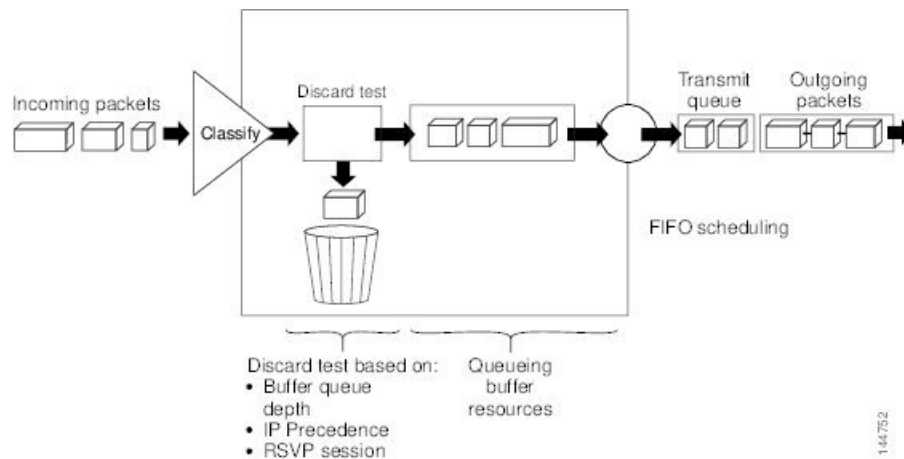 Incoming packets
Classify
Discard test
Transmit
queue
Outgoing
packets
FIFO scheduling
Discard test based on:
• Buffer queue
depth
• IP Precedence
• RSVP session
Queueing
buffer
resources
144752